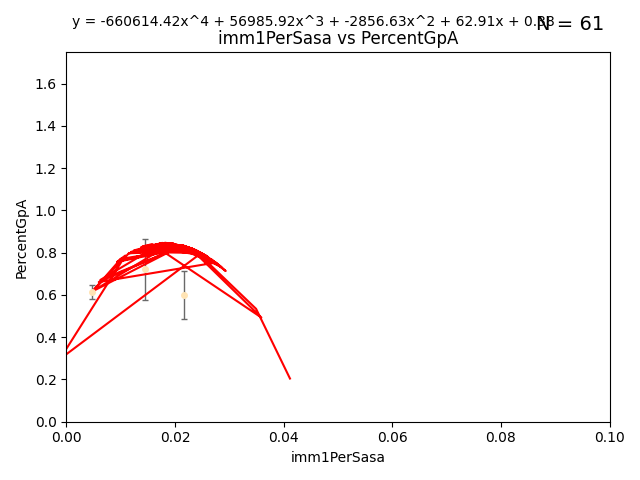 y = -660614.42x^4 + 56985.92x^3 + -2856.63x^2 + 62.91x +
N = 61
imm1PerSasa vs PercentGpA
PercentGpA
1.6
1.4
1.2
1.0
0.8
0.6
0.4
0.2
0.0
0.00 0.02 0.04 0.06 0.08 0.10
imm1PerSasa